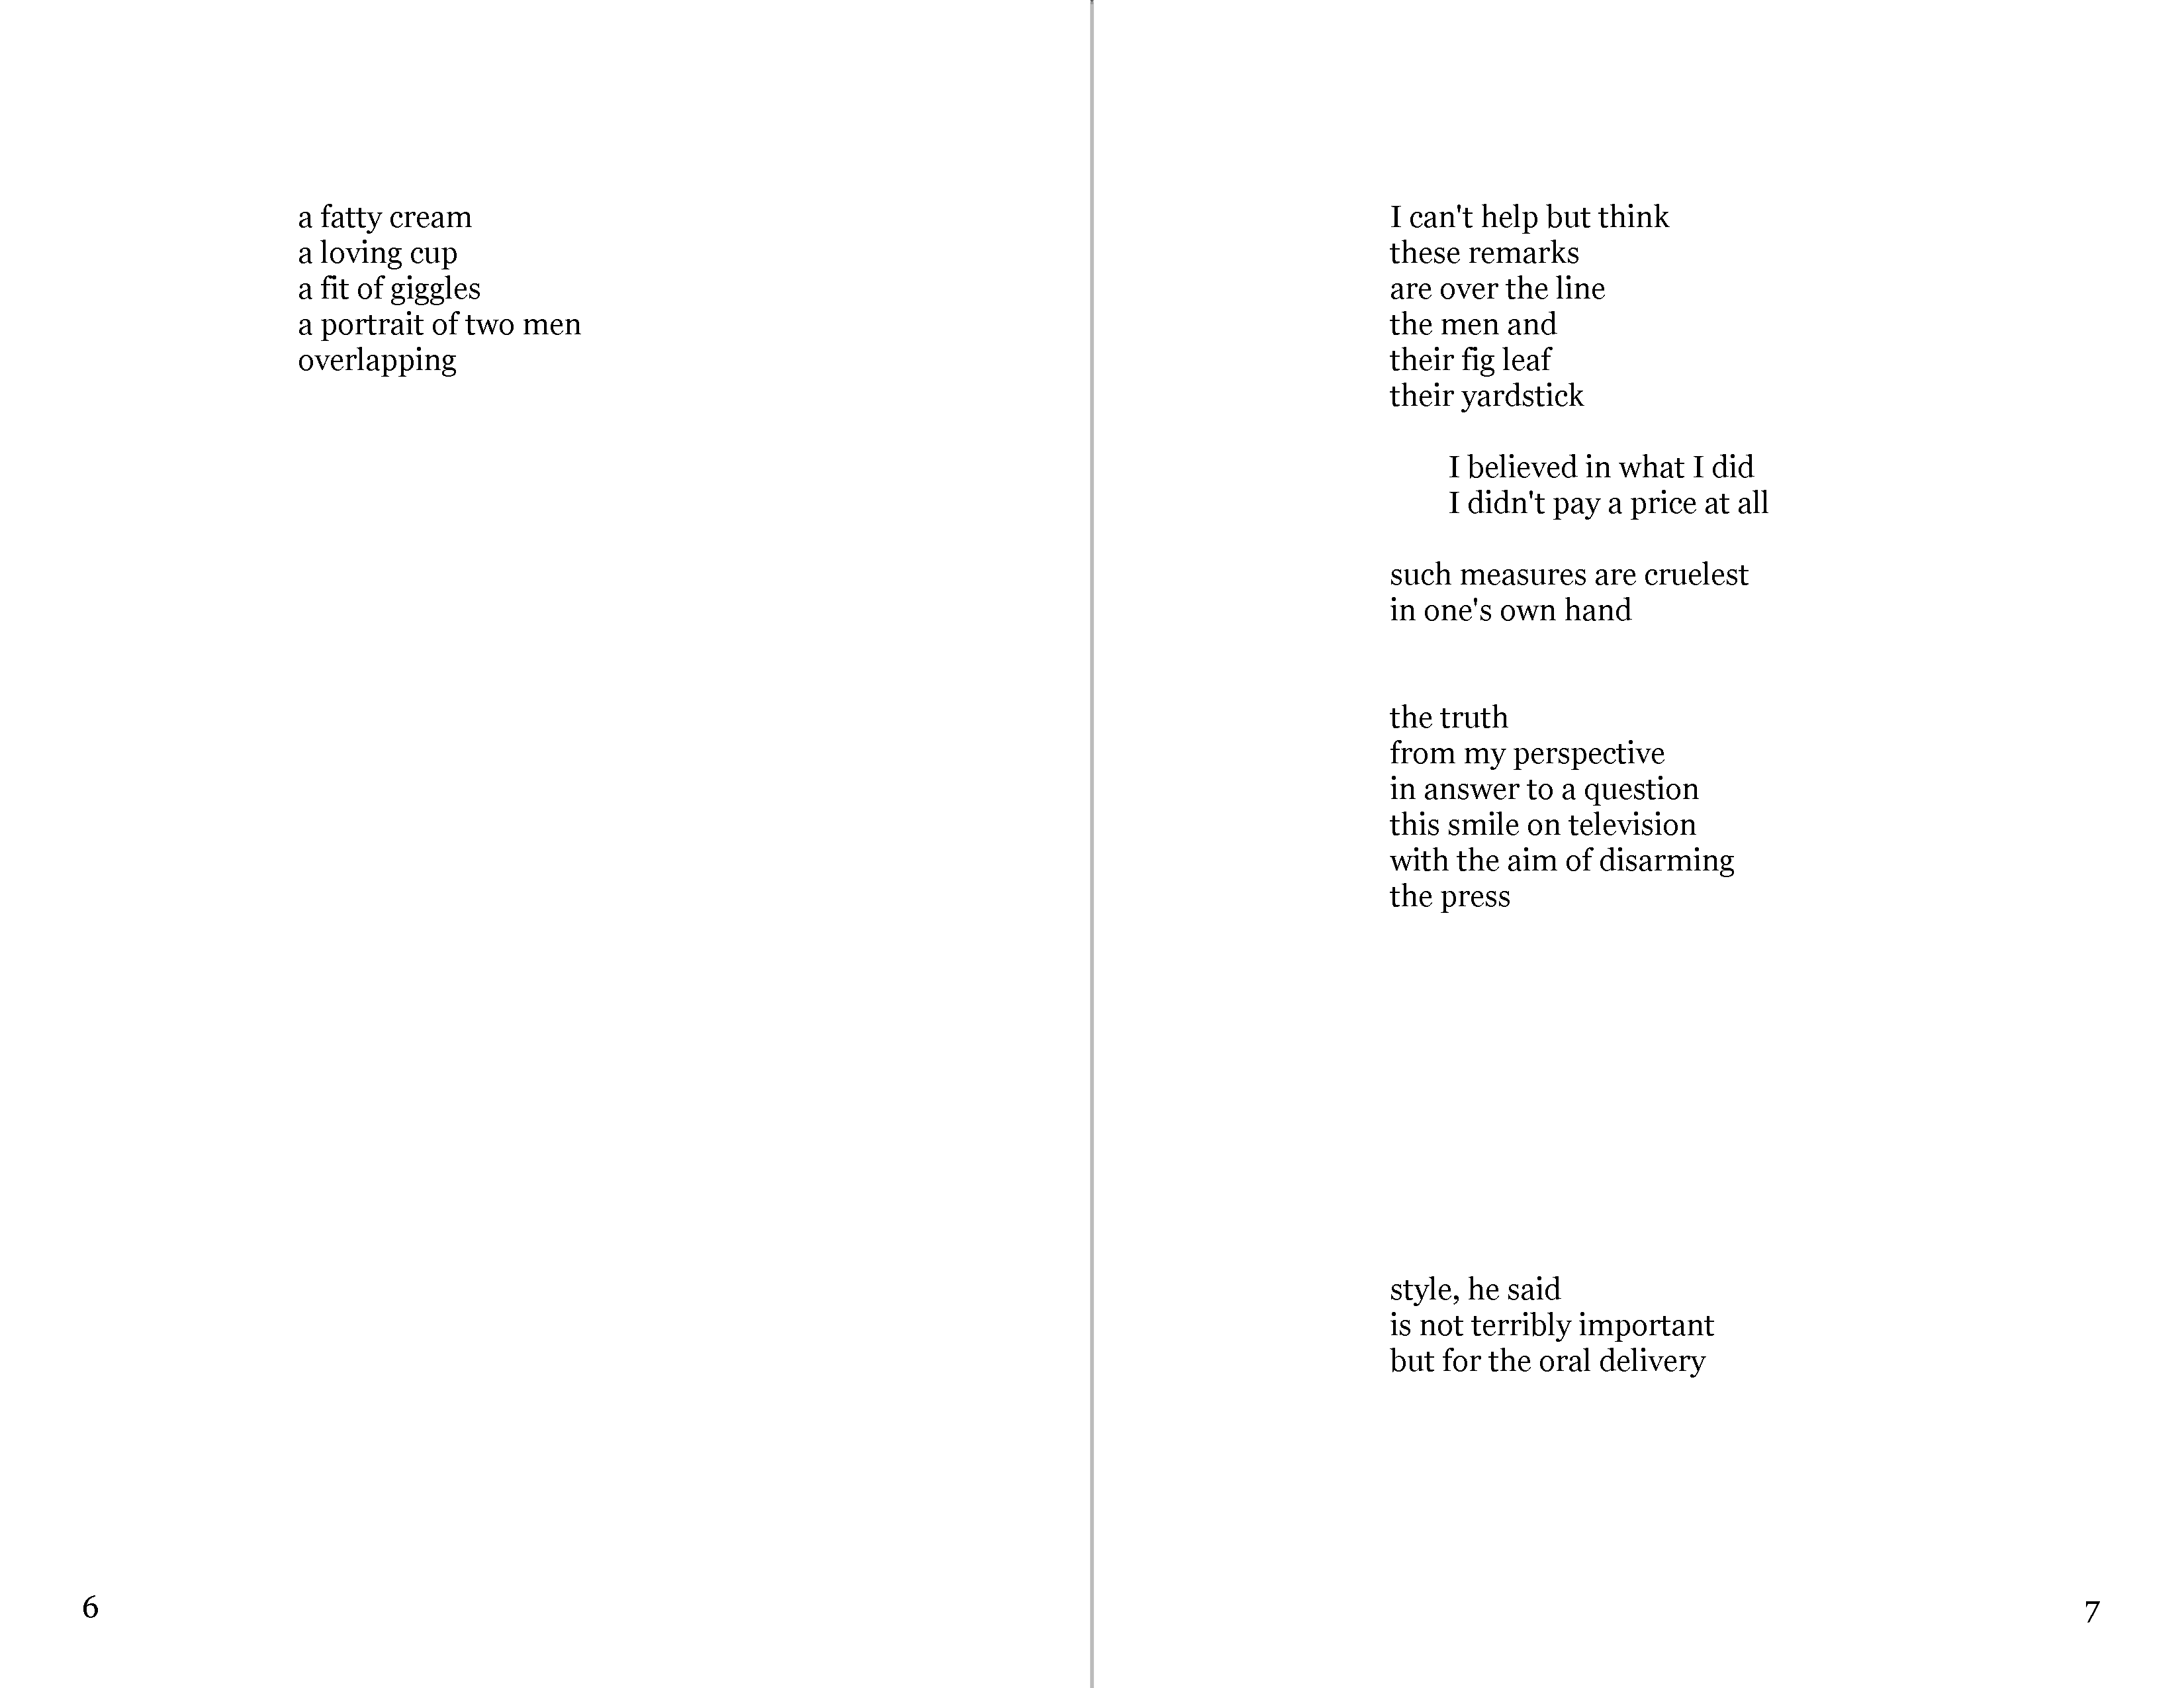 a fatty cream
a loving cup
a fit of giggles
a portrait of two men
overlapping
6
I can't help but think
these remarks
are over the line
the men and
their fig leaf
their yardstick
I believed in what I did
I didn't pay a price at all
such measures are cruelest
in one's own hand
the truth
from my perspective
in answer to a question
this smile on television
with the aim of disarming
the press
style, he said
is not terribly important
but for the oral delivery
7